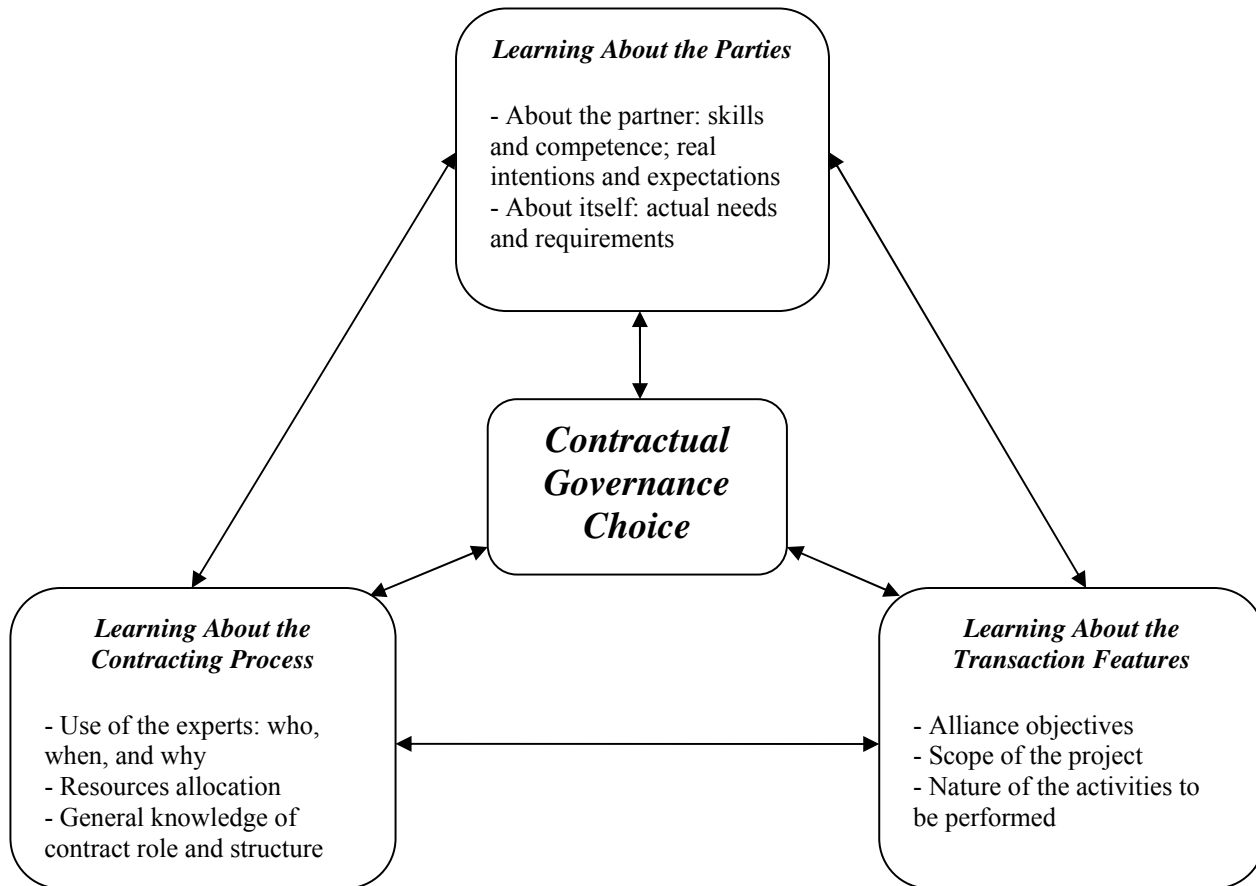 Learning About the Parties
- About the partner: skills
and competence; real
intentions and expectations
- About itself: actual needs
and requirements
Contractual
Governance
Choice
Learning About the
Contracting Process
- Use of the experts: who,
when, and why
- Resources allocation
- General knowledge of
contract role and structure
Learning About the
Transaction Features
- Alliance objectives
- Scope of the project
- Nature of the activities to
be performed